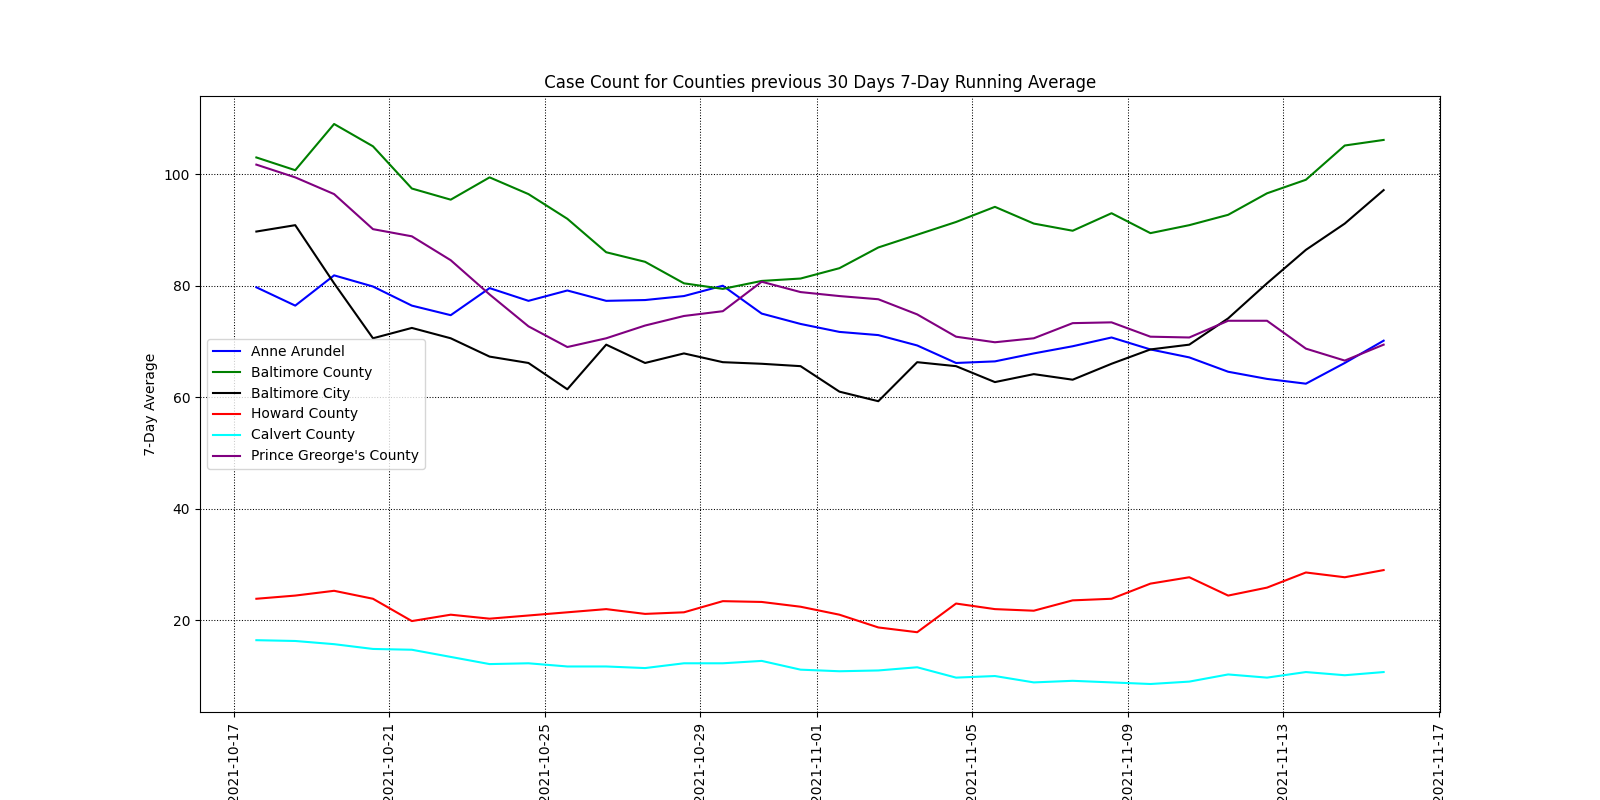 Case Count for Counties previous 30 Days 7-Day Running Average
7-Day Average
100
80
60
40
20
Anne Arundel
Baltimore County
Baltimore City
Howard County
Calvert County
Prince Greorge's County
2021-10-17
2021-10-21
2021-10-25
2021-10-29
2021-11-01
2021-11-05
2021-11-09
2021-11-13
2021-11-17